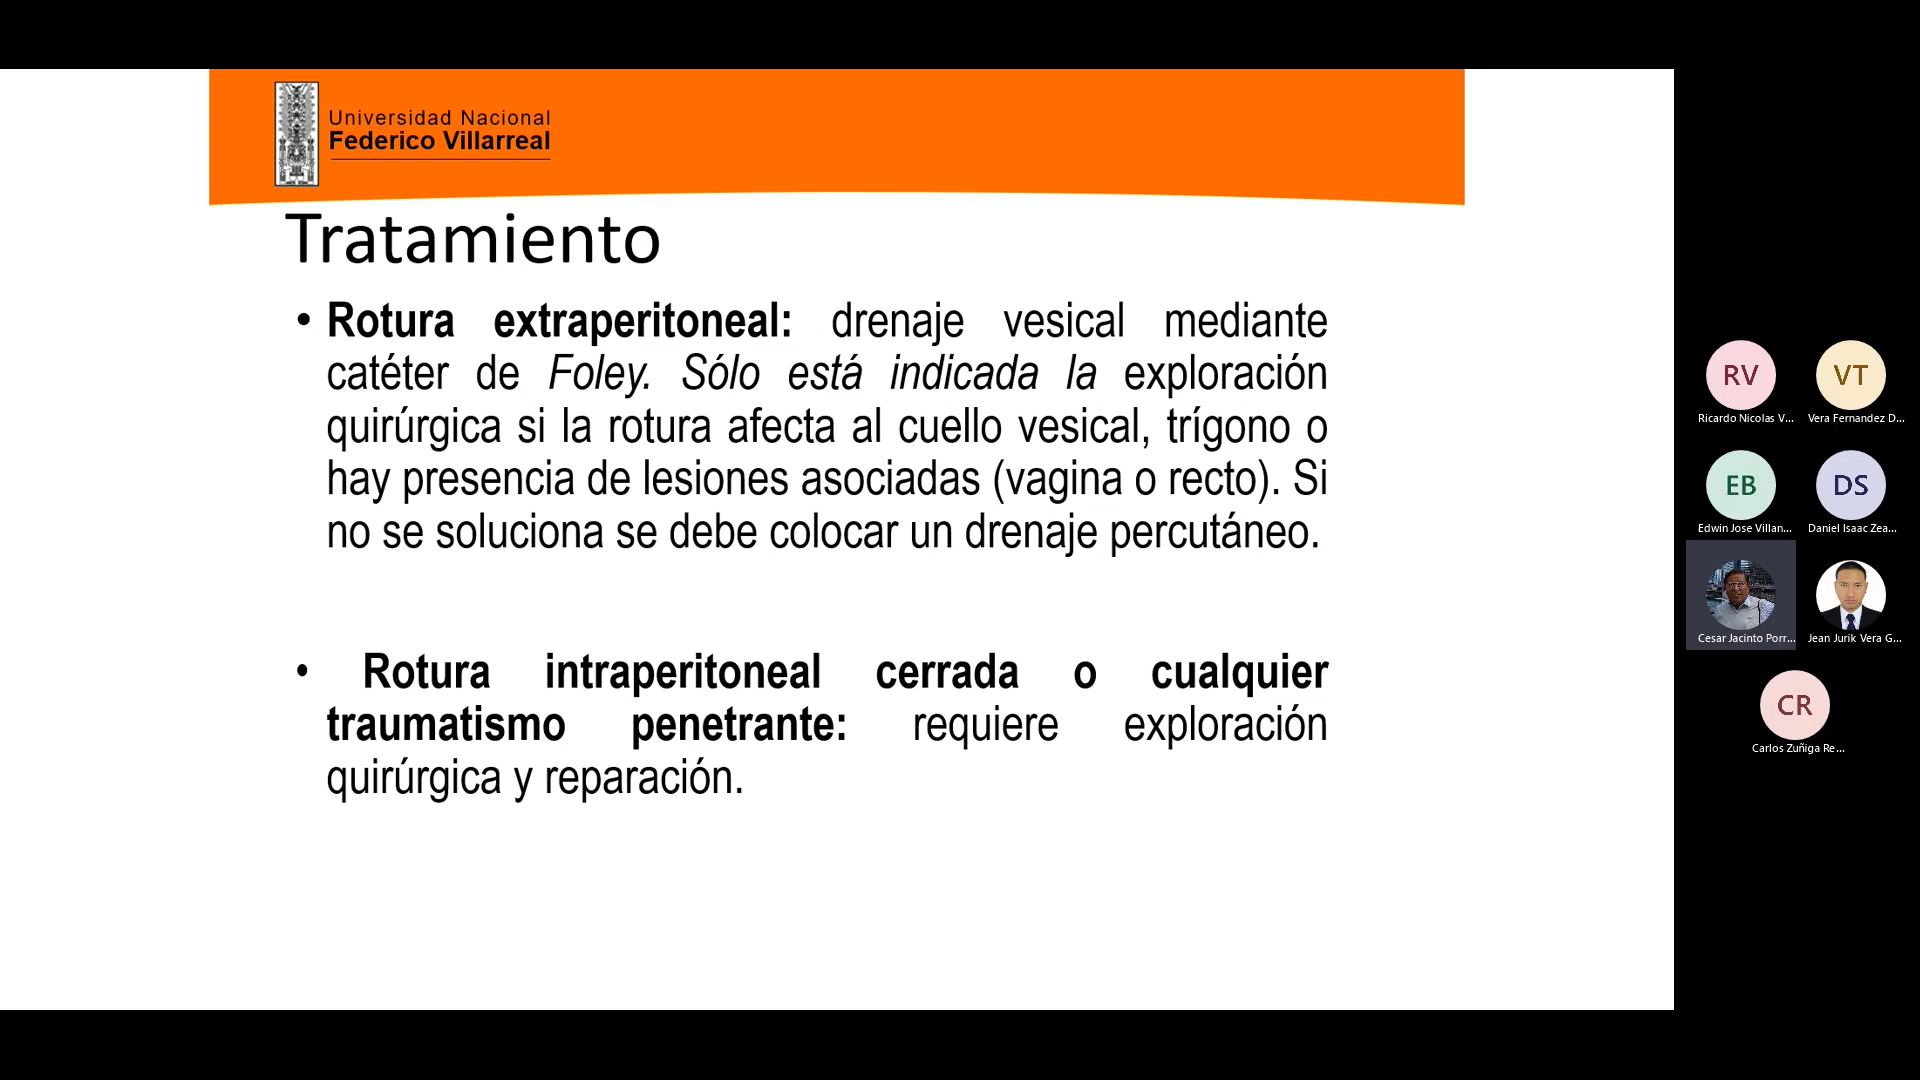 Universidad Nacional
Federico Villarreal
Tratamiento
• Rotura extraperitoneal: drenaje vesical mediante
catéter de Foley. Sólo está indicada la exploración
quirúrgica si la rotura afecta al cuello vesical, trígono o
hay presencia de lesiones asociadas (vagina o recto). Si
no se soluciona se debe colocar un drenaje percutáneo.
• Rotura intraperitoneal cerrada o cualquier
traumatismo penetrante: requiere exploración
quirúrgica y reparación.
RV
VT
Ricardo Nicolas V...
Vera Fernandez D...
EB
DS
Edwin Jose Villan...
Daniel Isaac Zea...
Cesar Jacinto Porr...
Jean Jurik Vera G...
CR
Carlos Zuñiga Re...